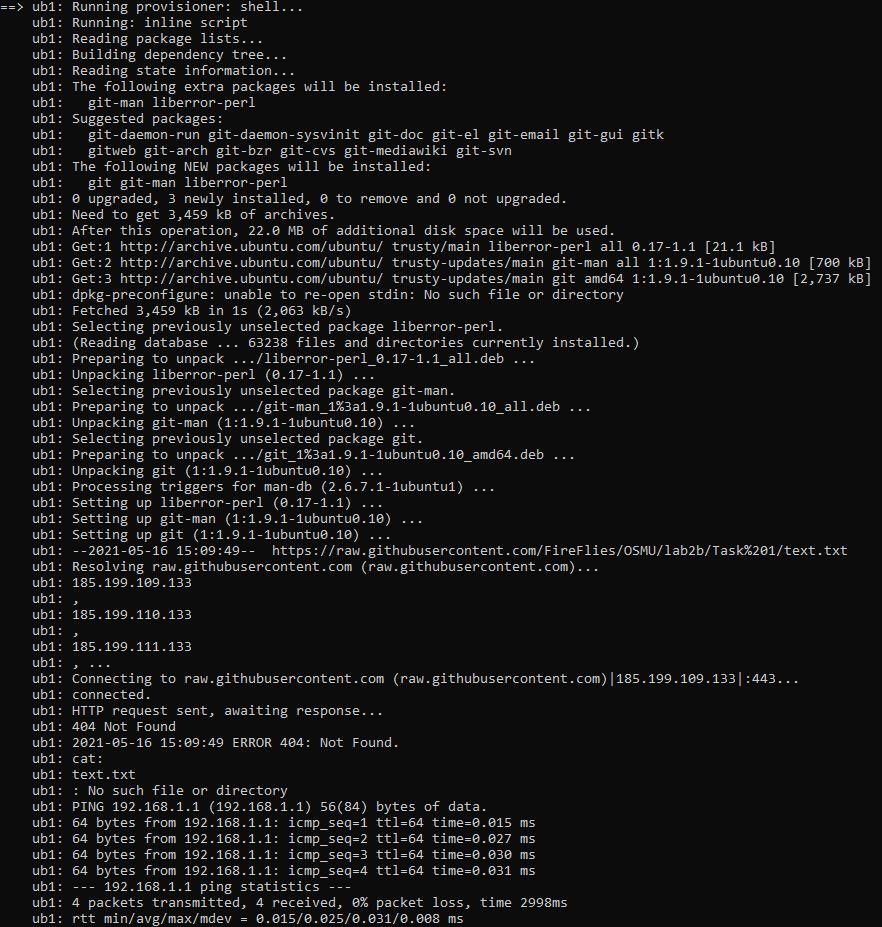 ==> ub1: Running provisioner: shell...
    ub1: Running: inline script
    ub1: Reading package lists...
    ub1: Building dependency tree...
    ub1: Reading state information...
    ub1: The following extra packages will be installed:
    ub1:   git-man liberror-perl
    ub1: Suggested packages:
    ub1:   git-daemon-run git-daemon-sysvinit git-doc git-el git-email git-gui gitk
    ub1:   gitweb git-arch git-bzr git-cvs git-mediawiki git-svn
    ub1: The following NEW packages will be installed:
    ub1:   git git-man liberror-perl
    ub1: 0 upgraded, 3 newly installed, 0 to remove and 0 not upgraded.
    ub1: Need to get 3,459 kB of archives.
    ub1: After this operation, 22.0 MB of additional disk space will be used.
    ub1: Get:1 http://archive.ubuntu.com/ubuntu/ trusty/main liberror-perl all 0.17-1.1 [21.1 kB]
    ub1: Get:2 http://archive.ubuntu.com/ubuntu/ trusty-updates/main git-man all 1:1.9.1-1ubuntu0.10 [700 kB]
    ub1: Get:3 http://archive.ubuntu.com/ubuntu/ trusty-updates/main git amd64 1:1.9.1-1ubuntu0.10 [2,737 kB]
    ub1: dpkg-preconfigure: unable to re-open stdin: No such file or directory
    ub1: Fetched 3,459 kB in 1s (2,063 kB/s)
    ub1: Selecting previously unselected package liberror-perl.
    ub1: (Reading database ... 63238 files and directories currently installed.)
    ub1: Preparing to unpack .../liberror-perl_0.17-1.1_all.deb ...
    ub1: Unpacking liberror-perl (0.17-1.1) ...
    ub1: Selecting previously unselected package git-man.
    ub1: Preparing to unpack .../git-man_1%3a1.9.1-1ubuntu0.10_all.deb ...
    ub1: Unpacking git-man (1:1.9.1-1ubuntu0.10) ...
    ub1: Selecting previously unselected package git.
    ub1: Preparing to unpack .../git_1%3a1.9.1-1ubuntu0.10_amd64.deb ...
    ub1: Unpacking git (1:1.9.1-1ubuntu0.10) ...
    ub1: Processing triggers for man-db (2.6.7.1-1ubuntu1) ...
    ub1: Setting up liberror-perl (0.17-1.1) ...
    ub1: Setting up git-man (1:1.9.1-1ubuntu0.10) ...
    ub1: Setting up git (1:1.9.1-1ubuntu0.10) ...
    ub1: --2021-05-16 15:09:49--  https://raw.githubusercontent.com/FireFlies/OSMU/lab2b/Task%201/text.txt
    ub1: Resolving raw.githubusercontent.com (raw.githubusercontent.com)...
    ub1: 185.199.109.133
    ub1: ,
    ub1: 185.199.110.133
    ub1: ,
    ub1: 185.199.111.133
    ub1: , ...
    ub1: Connecting to raw.githubusercontent.com (raw.githubusercontent.com)|185.199.109.133|:443...
    ub1: connected.
    ub1: HTTP request sent, awaiting response...
    ub1: 404 Not Found
    ub1: 2021-05-16 15:09:49 ERROR 404: Not Found.
    ub1: cat:
    ub1: text.txt
    ub1: : No such file or directory
    ub1: PING 192.168.1.1 (192.168.1.1) 56(84) bytes of data.
    ub1: 64 bytes from 192.168.1.1: icmp_seq=1 ttl=64 time=0.015 ms
    ub1: 64 bytes from 192.168.1.1: icmp_seq=2 ttl=64 time=0.027 ms
    ub1: 64 bytes from 192.168.1.1: icmp_seq=3 ttl=64 time=0.030 ms
    ub1: 64 bytes from 192.168.1.1: icmp_seq=4 ttl=64 time=0.031 ms
    ub1: --- 192.168.1.1 ping statistics ---
    ub1: 4 packets transmitted, 4 received, 0% packet loss, time 2998ms
    ub1: rtt min/avg/max/mdev = 0.015/0.025/0.031/0.008 ms